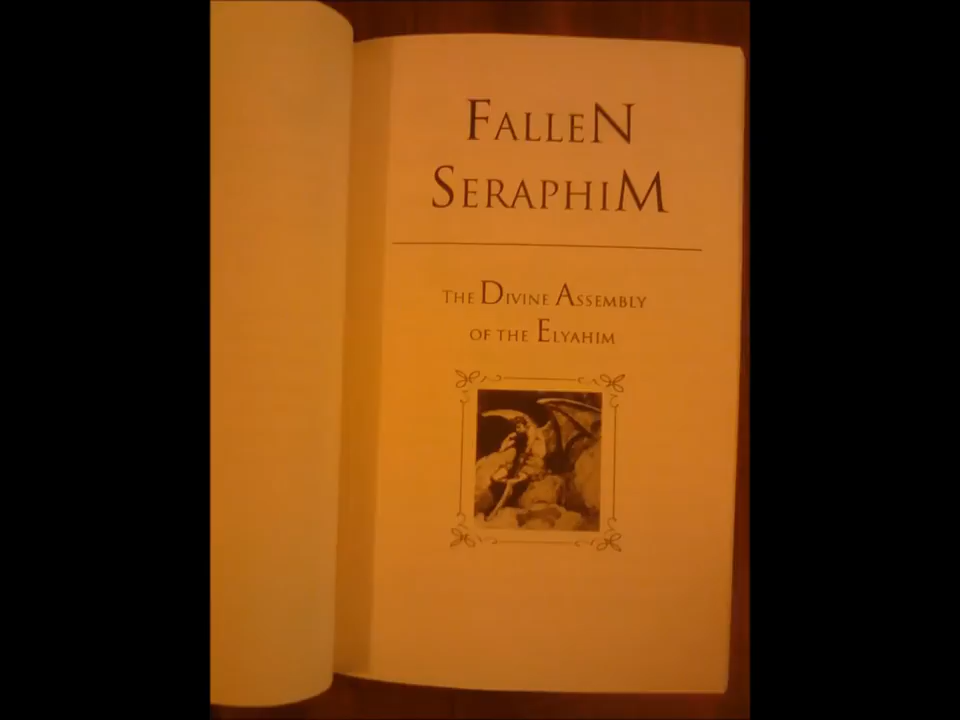 FALLEN
SERAPHIM
THE DIVINE ASSEMBLY
OF THE ELYAHIM